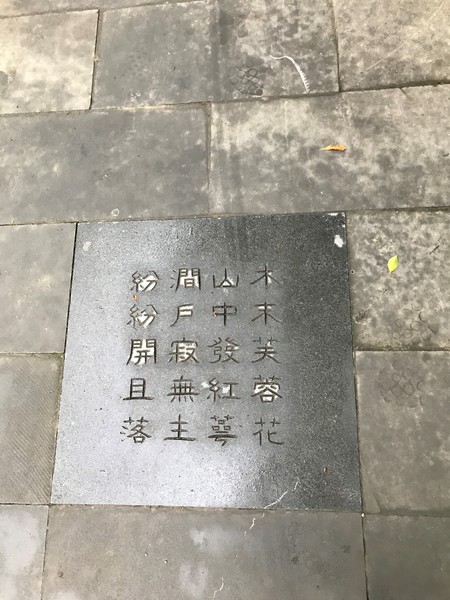 木末芙蓉花
山中發紅萼
澗戶寂無主
紛紛開且落